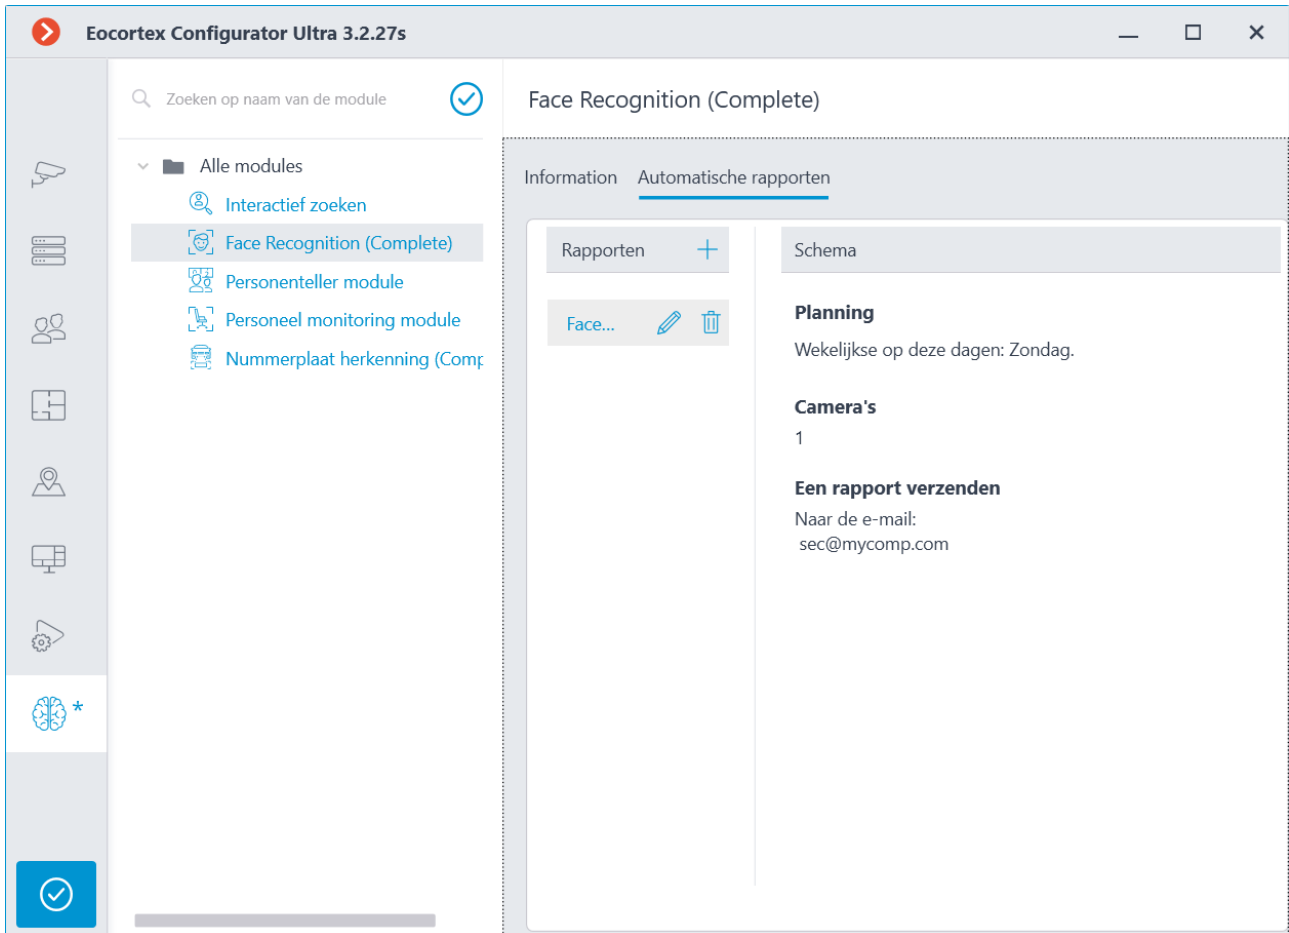 Eocortex Configurator Ultra 3.2.27s
Zoeken op naam van de module
Face Recognition (Complete)
Alle modules
Interactief zoeken
Face Recognition (Complete)
Personenteller module
Personeel monitoring module
Nummerplaat herkenning (Comp
Information Automatische rapporten
Rapporten
Face...
Schema
Planning
Wekelijkse op deze dagen: Zondag.
Camera's
1
Een rapport verzenden
Naar de e-mail:
sec@mycomp.com
*